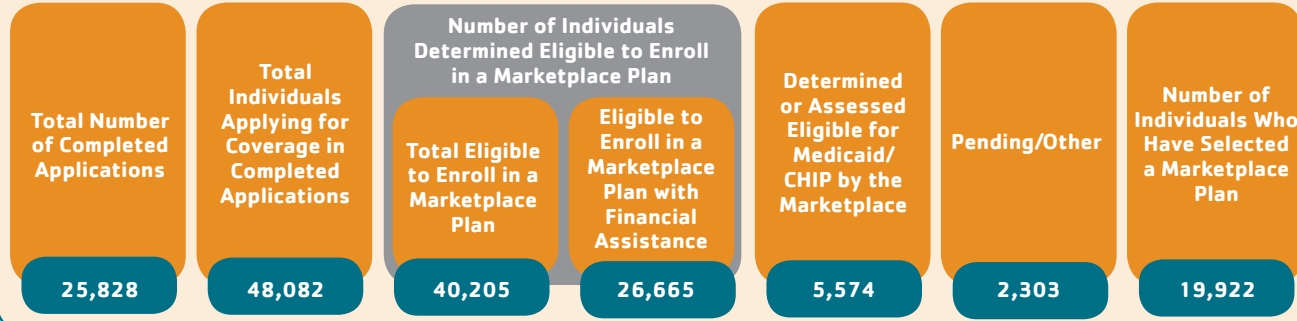 Total Number
of Completed
Applications
25,828
Total
Individuals
Applying for
Coverage in
Completed
Applications
48,082
Number of Individuals
Determined Eligible to Enroll
in a Marketplace Plan
Total Eligible
to Enroll in a
Marketplace
Plan
40,205
Eligible to
Enroll in a
Marketplace
Plan with
Financial
Assistance
26,665
Determined
or Assessed
Eligible for
Medicaid/
CHIP by the
Marketplace
5,574
Pending/Other
2,303
Number of
Individuals Who
Have Selected
a Marketplace
Plan
19,922